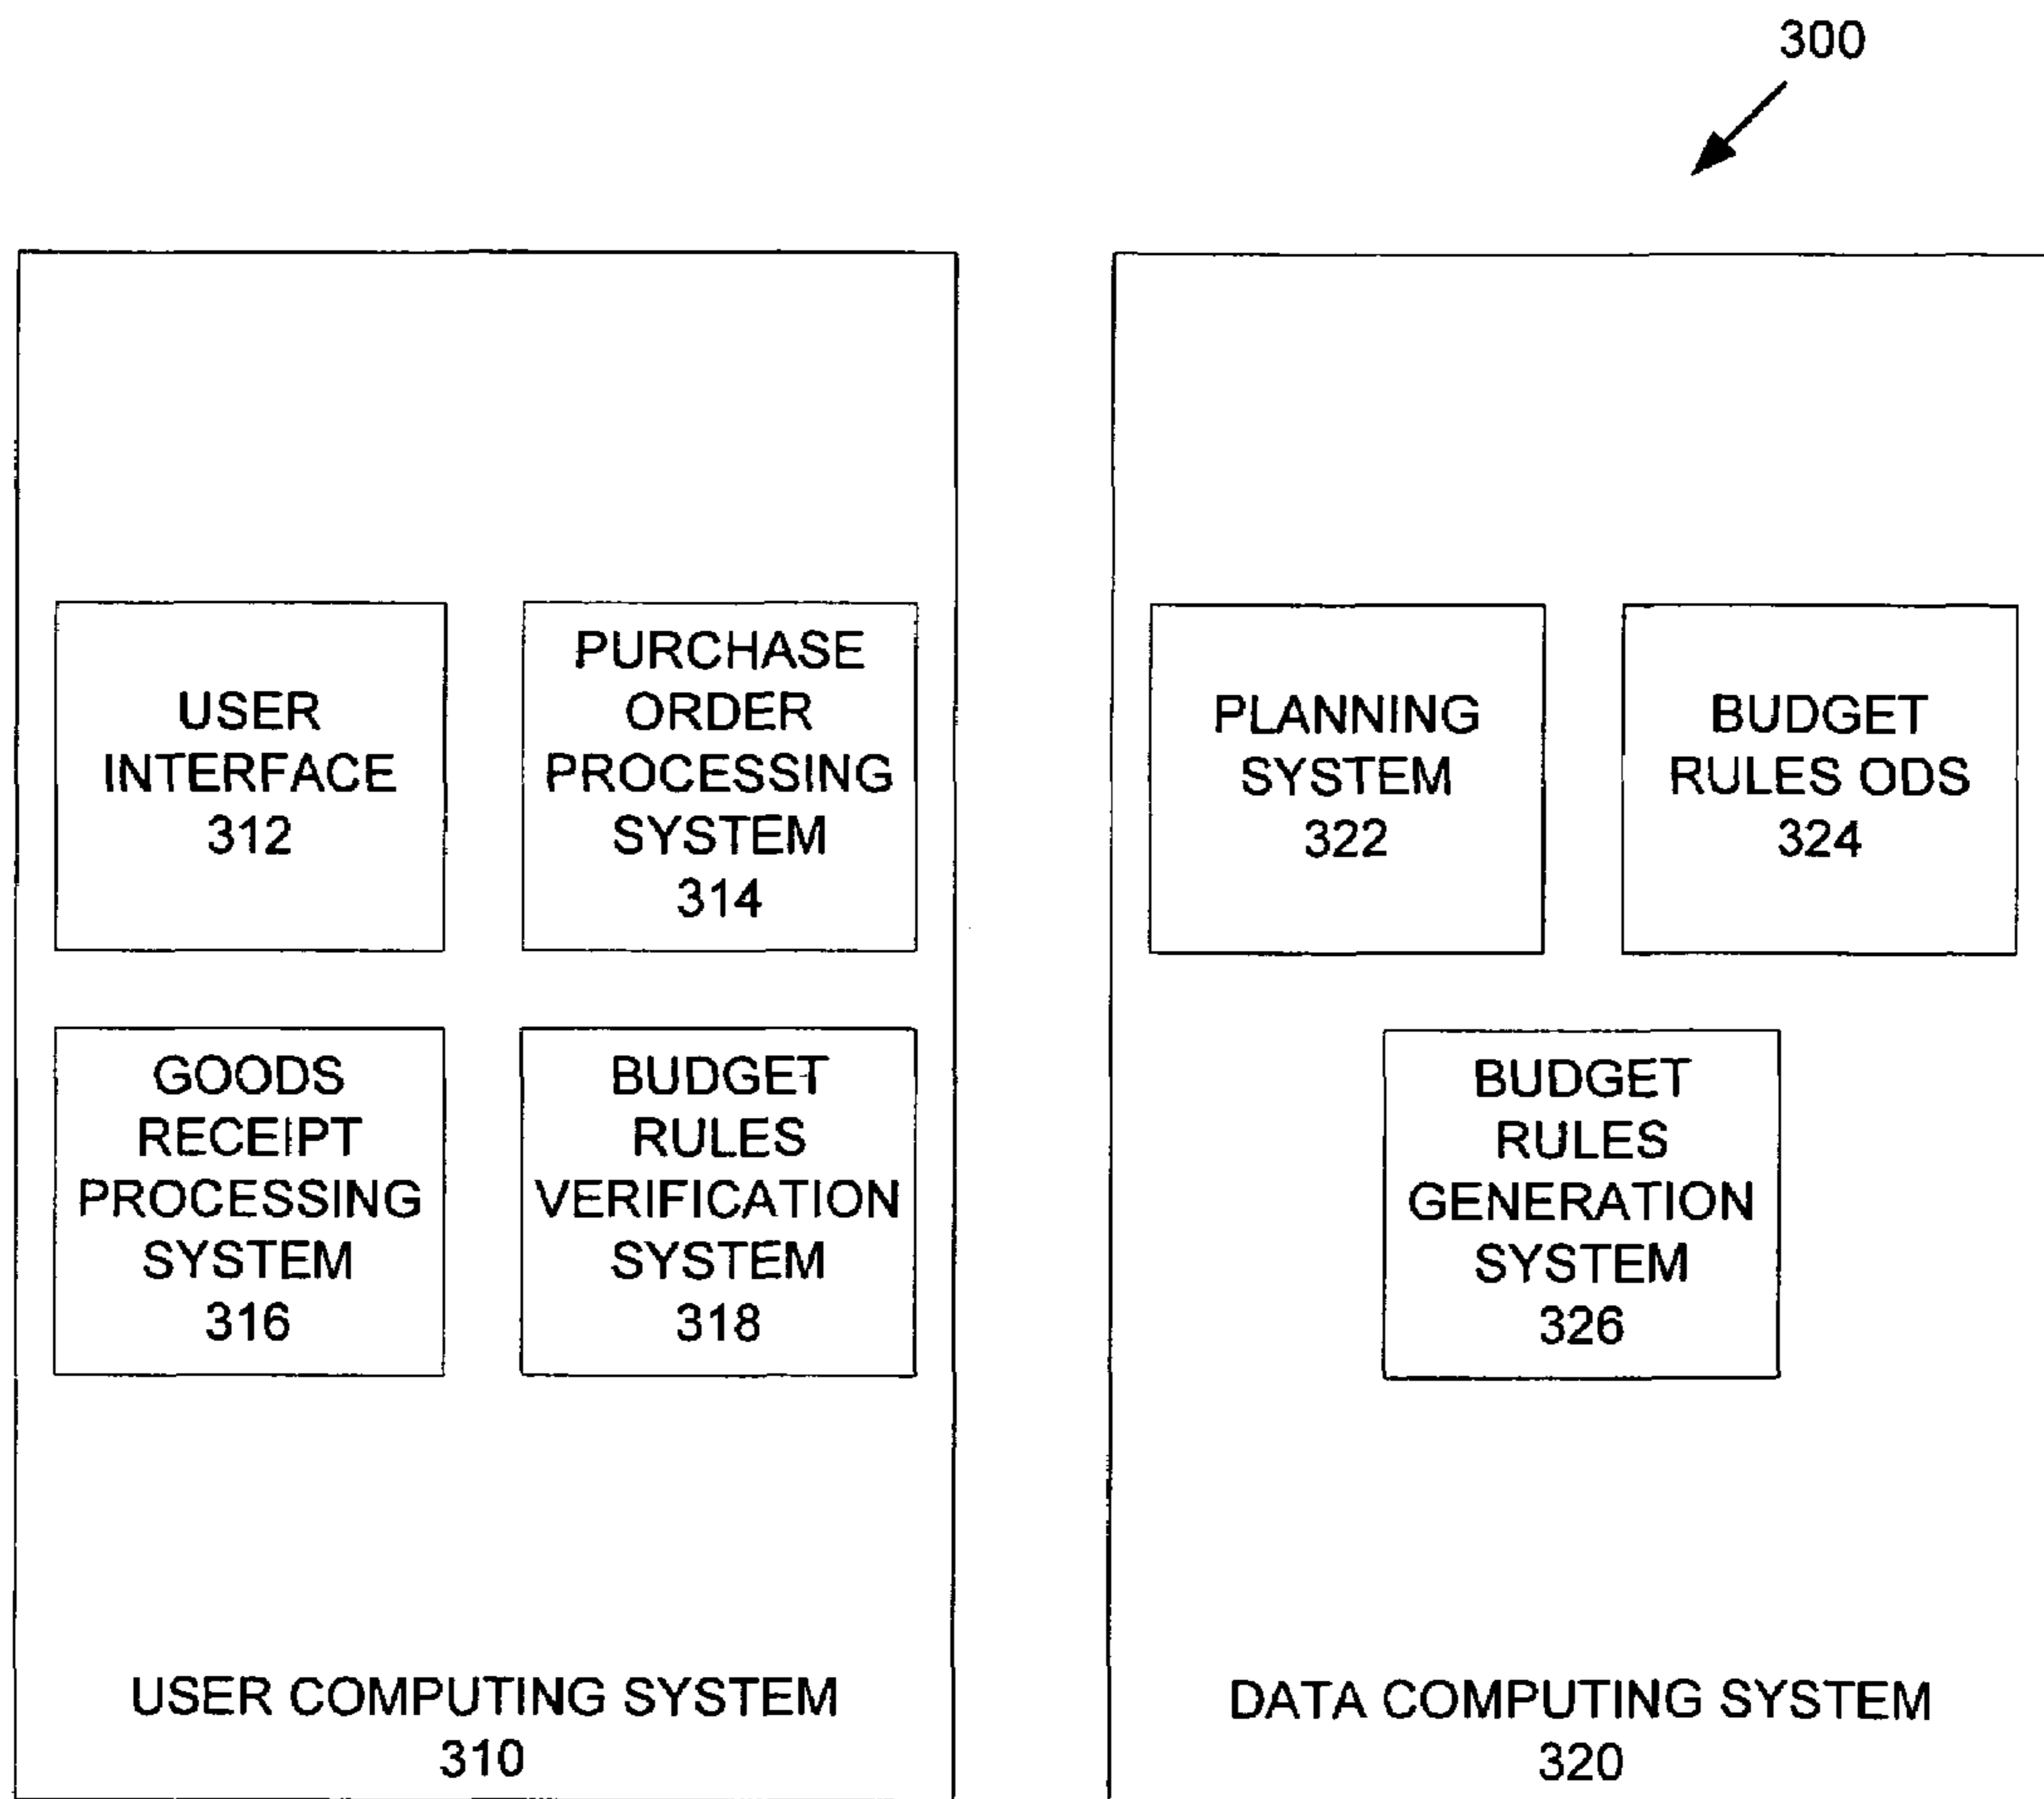 300
USER
INTERFACE
312
PURCHASE
ORDER
PROCESSING
SYSTEM
314
GOODS
RECEIPT
PROCESSING
SYSTEM
316
BUDGET
RULES
VERIFICATION
SYSTEM
318
USER COMPUTING SYSTEM
310
PLANNING
SYSTEM
322
BUDGET
RULES ODS
324
BUDGET
RULES
GENERATION
SYSTEM
326
DATA COMPUTING SYSTEM
320